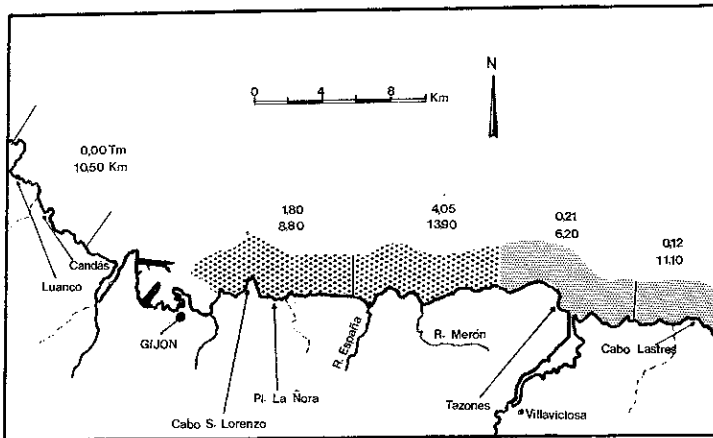 N
0 4 8 Km
0,00 Tm
10,50 Km
1,80
8,80
4,05
13,90
0,21
6,20
0,12
11,10
Candás
Luanco
GIJON
R. España
R. Merón
Cabo Lastres
Pl. La Ñora
Tazones
Villaviciosa
Cabo S. Lorenzo